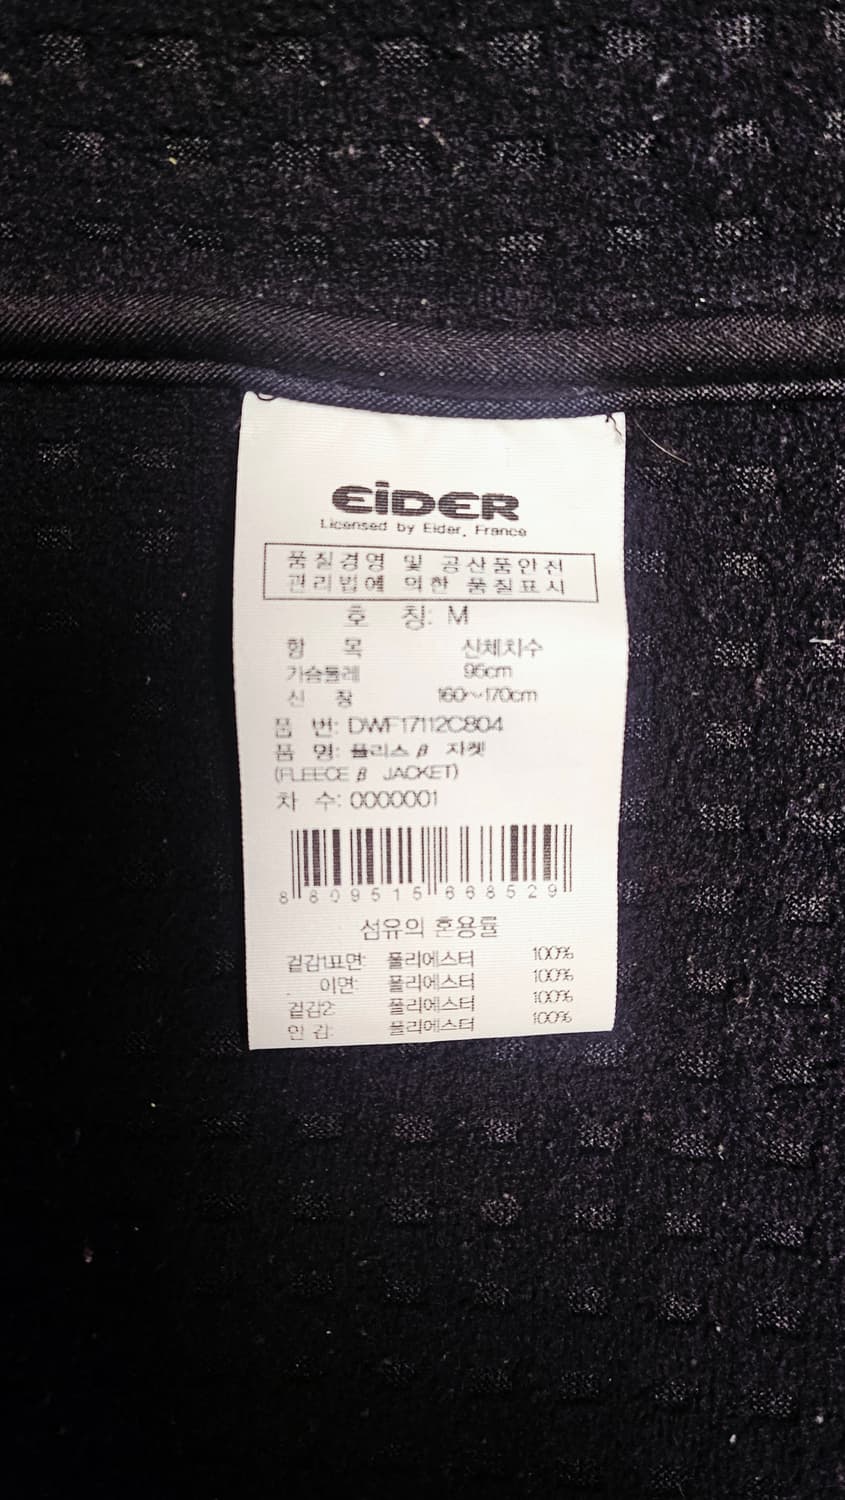 EiDER
Licensed by Eider, France
품질경영 및 공산품안전
관리법에 의한 품질표시
호 칭: M
항 목 신체치수
가슴둘레 95cm
신 장 160~170cm
품 번: DWF17112C804
품 명: 플리스 β 자켓
(FLEECE β JACKET)
차 수: 0000001
8 809515 668529
섬유의 혼용률
겉감1표면: 폴리에스터 100%
이면: 폴리에스터 100%
겉감2: 폴리에스터 100%
안 감: 폴리에스터 100%